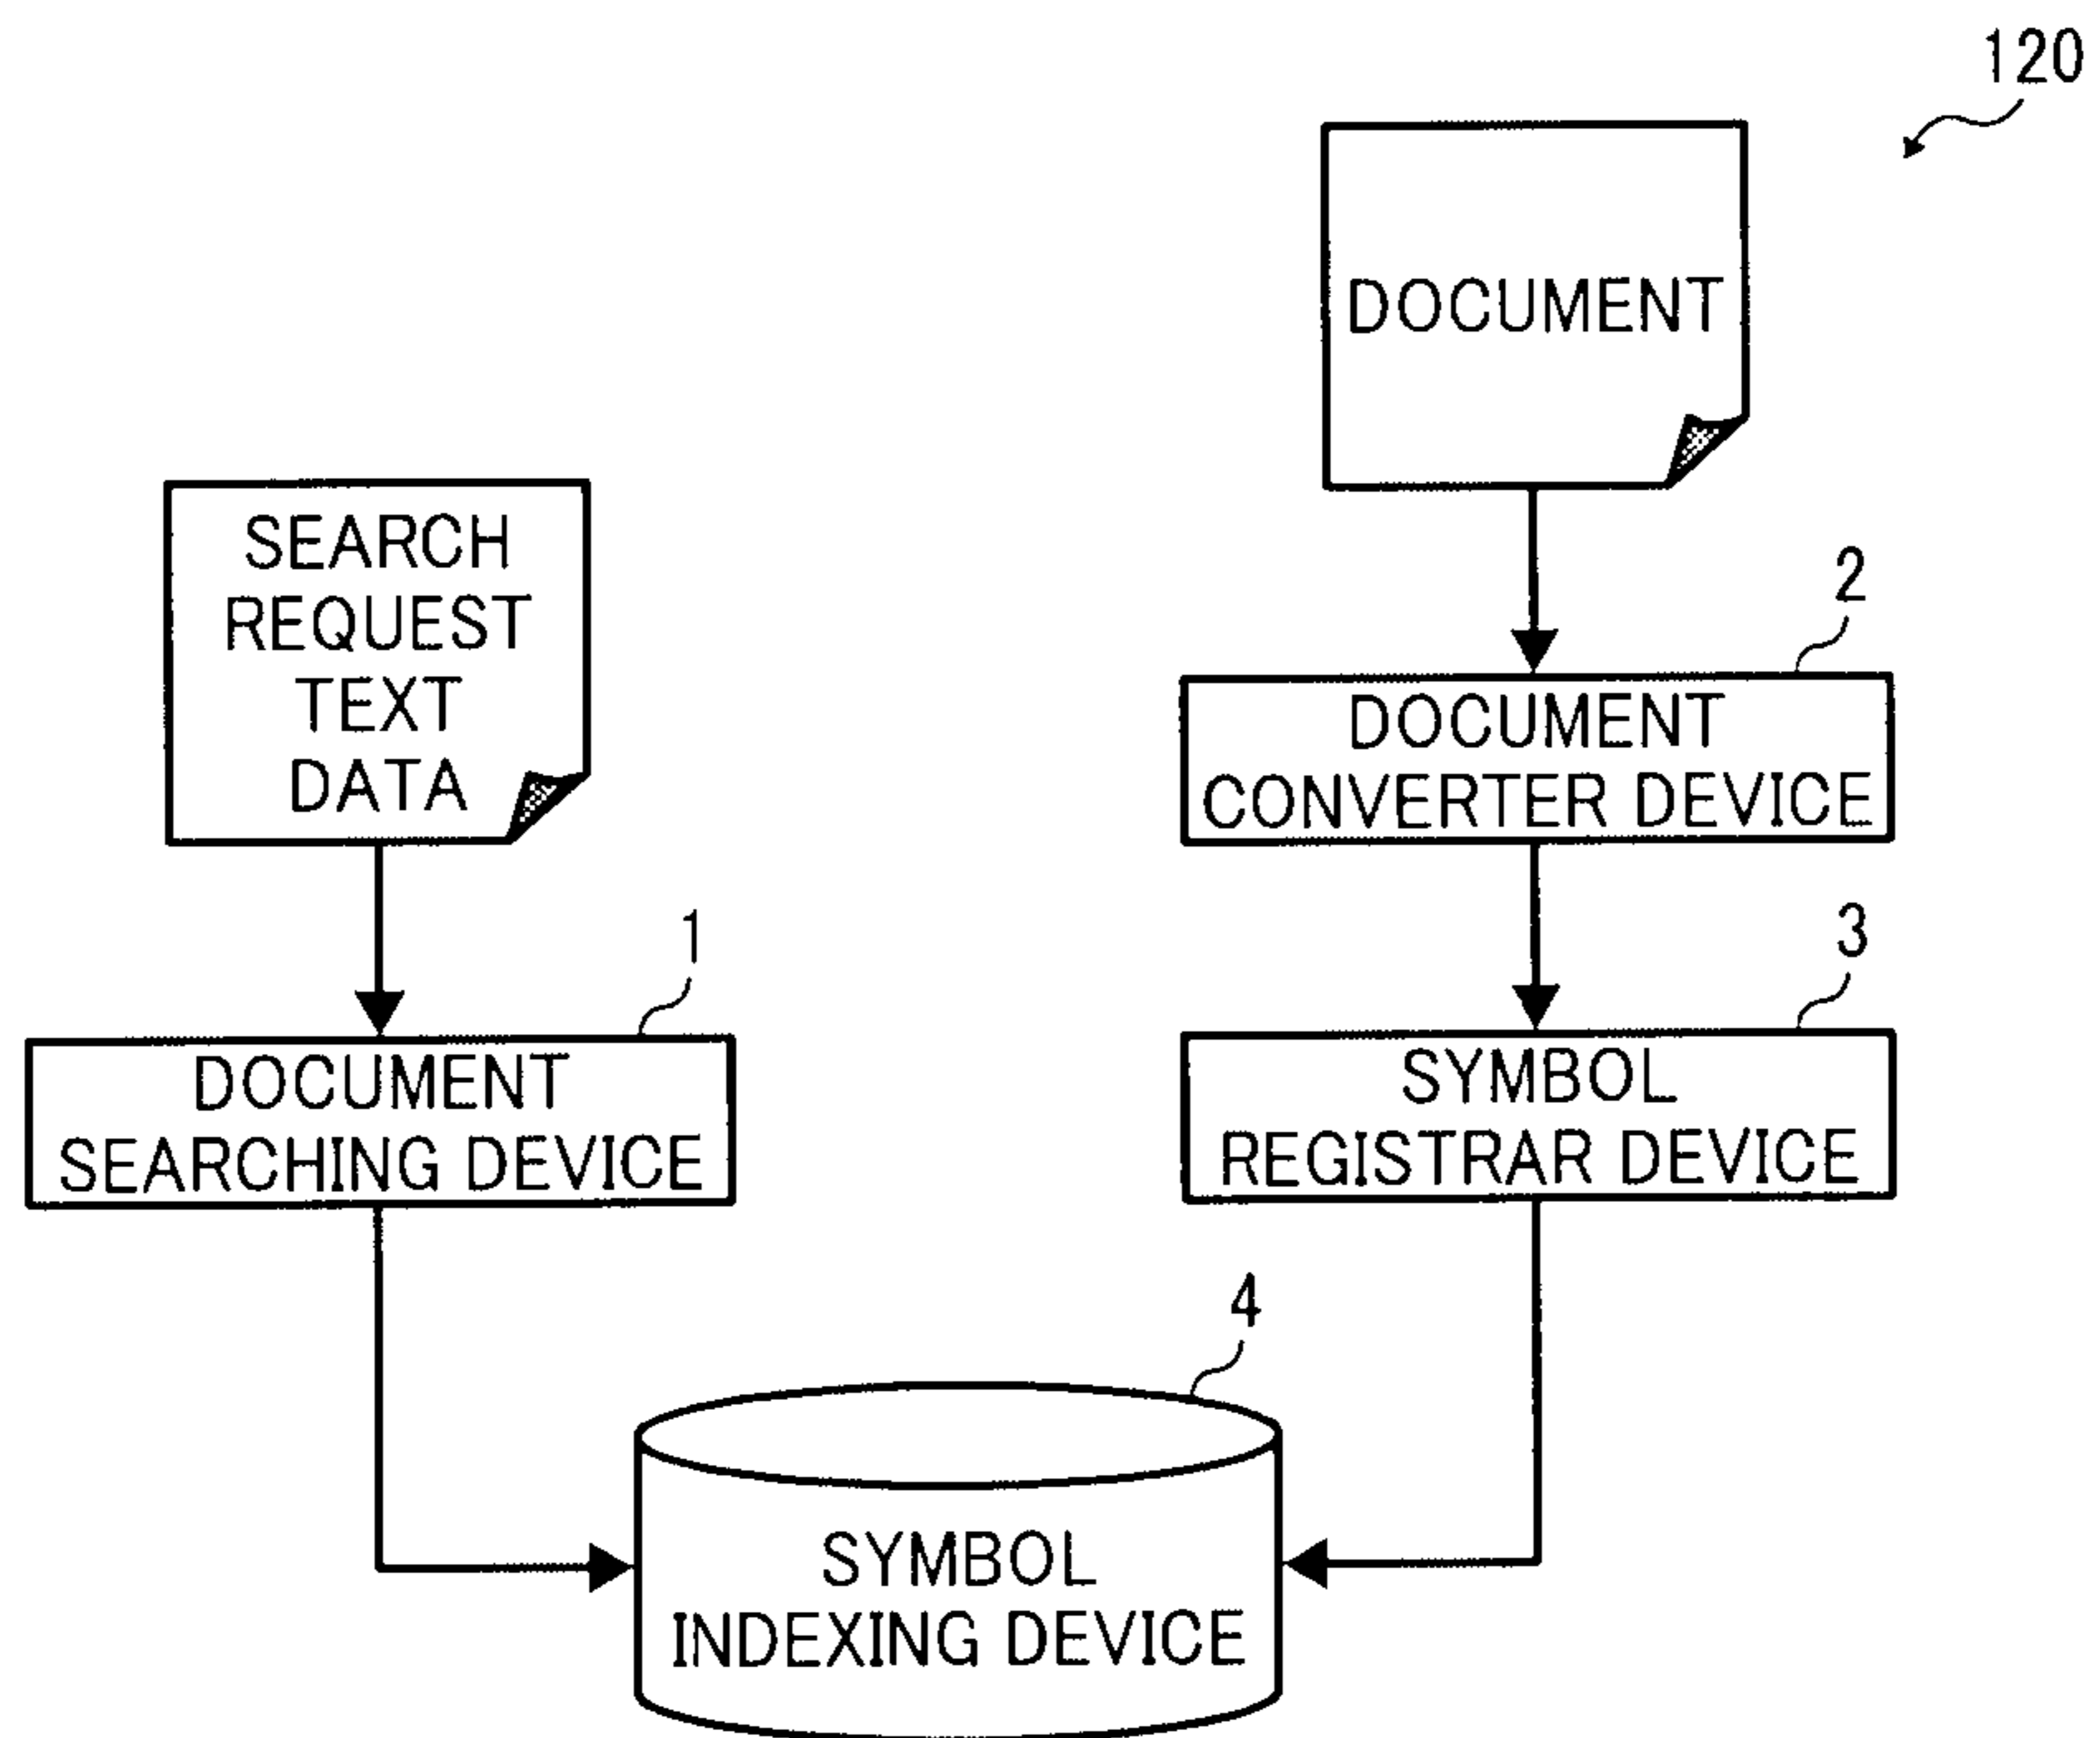 120
DOCUMENT
SEARCH
REQUEST
TEXT
DATA
2
DOCUMENT
CONVERTER DEVICE
1
DOCUMENT
SEARCHING DEVICE
3
SYMBOL
REGISTRAR DEVICE
4
SYMBOL
INDEXING DEVICE